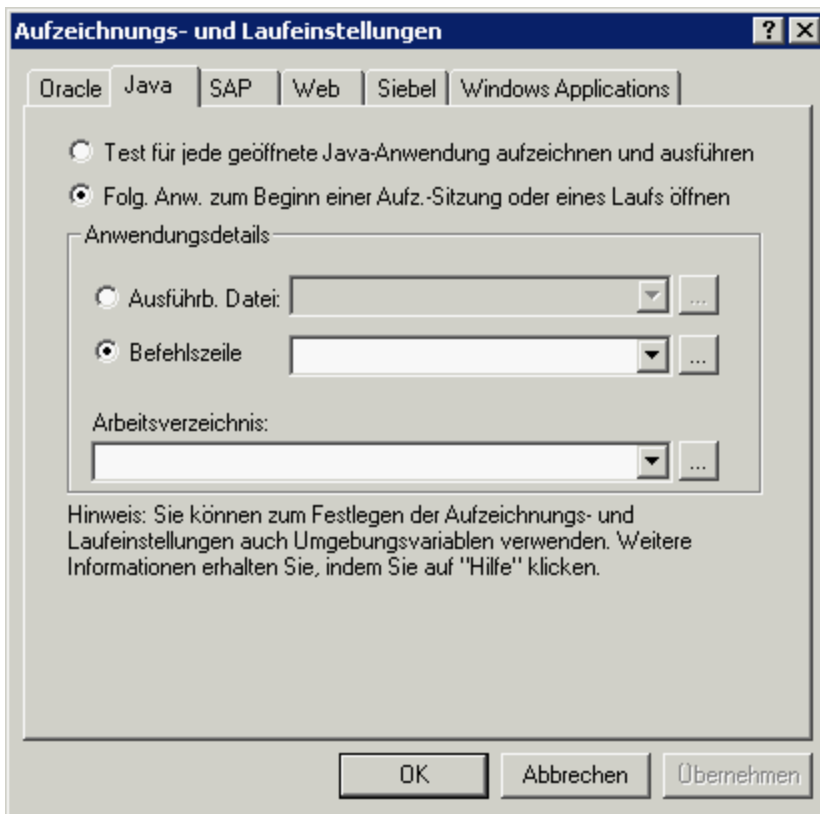 Aufzeichnungs- und Laufeinstellungen
Oracle Java SAP Web Siebel Windows Applications
Test für jede geöffnete Java-Anwendung aufzeichnen und ausführen
Folg. Anw. zum Beginn einer Aufz.-Sitzung oder eines Laufs öffnen
Anwendungsdetails
Ausführb. Datei: ...
Befehlszeile ...
Arbeitsverzeichnis:
...
Hinweis: Sie können zum Festlegen der Aufzeichnungs- und
Laufeinstellungen auch Umgebungsvariablen verwenden. Weitere
Informationen erhalten Sie, indem Sie auf "Hilfe" klicken.
OK Abbrechen Übernehmen